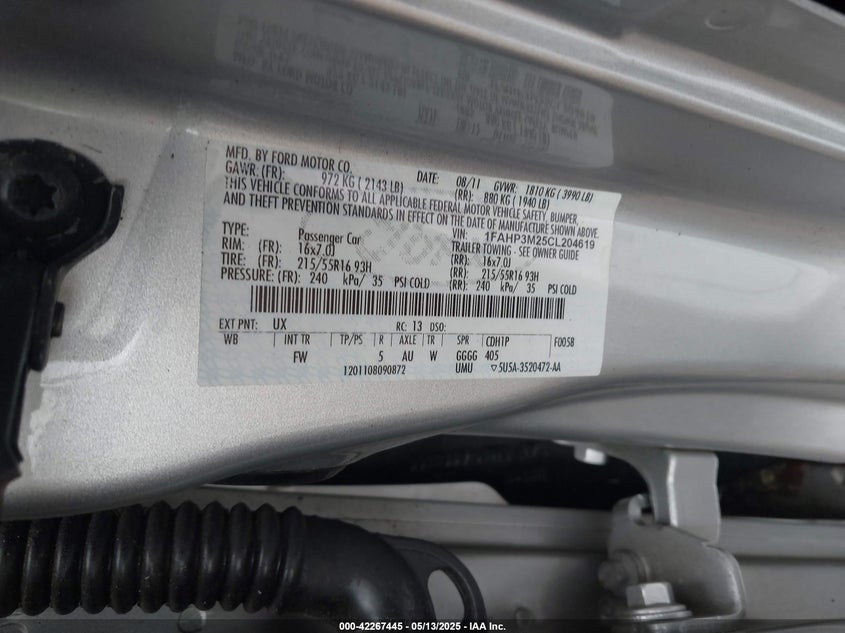 MFD. BY FORD MOTOR CO.
DATE: 08/11 GVWR: 1810 KG ( 3990 LB)
GAWR. (FR): 972 KG ( 2143 LB) (RR): 880 KG ( 1940 LB)
THIS VEHICLE CONFORMS TO ALL APPLICABLE FEDERAL MOTOR VEHICLE SAFETY, BUMPER,
AND THEFT PREVENTION STANDARDS IN EFFECT ON THE DATE OF MANUFACTURE SHOWN ABOVE.
VIN: 1FAHP3M25CL204619
TYPE: Passenger Car TRAILER TOWING - SEE OWNER GUIDE
RIM: (FR): 16x7.0J (RR): 16x7.0J
TIRE: (FR): 215/55R16 93H (RR): 215/55R16 93H
PRESSURE: (FR): 240 kPa/ 35 PSI COLD (RR): 240 kPa/ 35 PSI COLD
EXT PNT: UX RC: 13 DSO:
WB INT TR TP/PS R AXLE TR SPR CDH1P F0058
FW 5 AU W GGGG 405
1201108090872 UMU ▽5U5A-3520472-AA
000-42267445 - 05/13/2025 - IAA Inc.